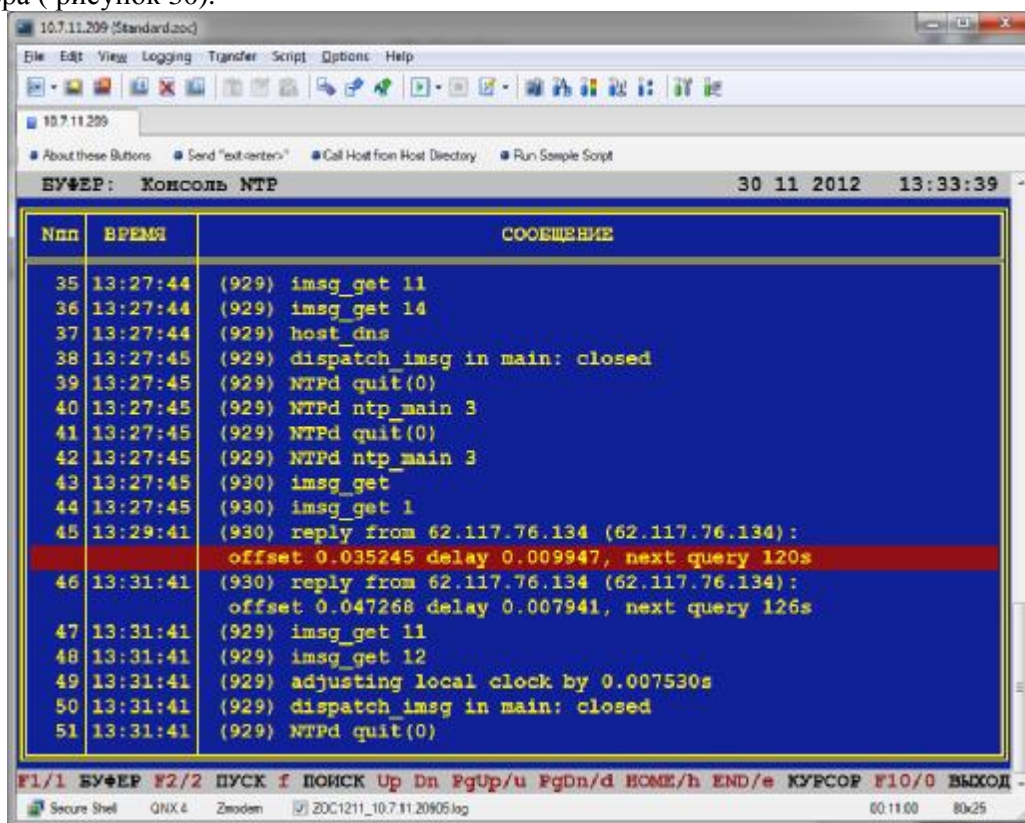 ра ( рисунок 30).
10.7.11.209 (Standard.zoc)
File Edit View Logging Transfer Script Options Help
10.7.11.209
About these Buttons Send "ext<enter>" Call Host from Host Directory Run Sample Script
БУФЕР: Консоль NTP 30 11 2012 13:33:39
Nпп ВРЕМЯ СООБЩЕНИЕ
35 13:27:44 (929) imsg_get 11
36 13:27:44 (929) imsg_get 14
37 13:27:44 (929) host_dns
38 13:27:45 (929) dispatch_imsg in main: closed
39 13:27:45 (929) NTPd quit(0)
40 13:27:45 (929) NTPd ntp_main 3
41 13:27:45 (929) NTPd quit(0)
42 13:27:45 (929) NTPd ntp_main 3
43 13:27:45 (930) imsg_get
44 13:27:45 (930) imsg_get 1
45 13:29:41 (930) reply from 62.117.76.134 (62.117.76.134):
offset 0.035245 delay 0.009947, next query 120s
46 13:31:41 (930) reply from 62.117.76.134 (62.117.76.134):
offset 0.047268 delay 0.007941, next query 126s
47 13:31:41 (929) imsg_get 11
48 13:31:41 (929) imsg_get 12
49 13:31:41 (929) adjusting local clock by 0.007530s
50 13:31:41 (929) dispatch_imsg in main: closed
51 13:31:41 (929) NTPd quit(0)
F1/1 БУФЕР F2/2 ПУСК f ПОИСК Up Dn PgUp/u PgDn/d HOME/h END/e КУРСОР F10/0 ВЫХОД
Secure Shell QNX 4 Zmodem ZOC1211_10.7.11.20905.log 00:11:00 80x25